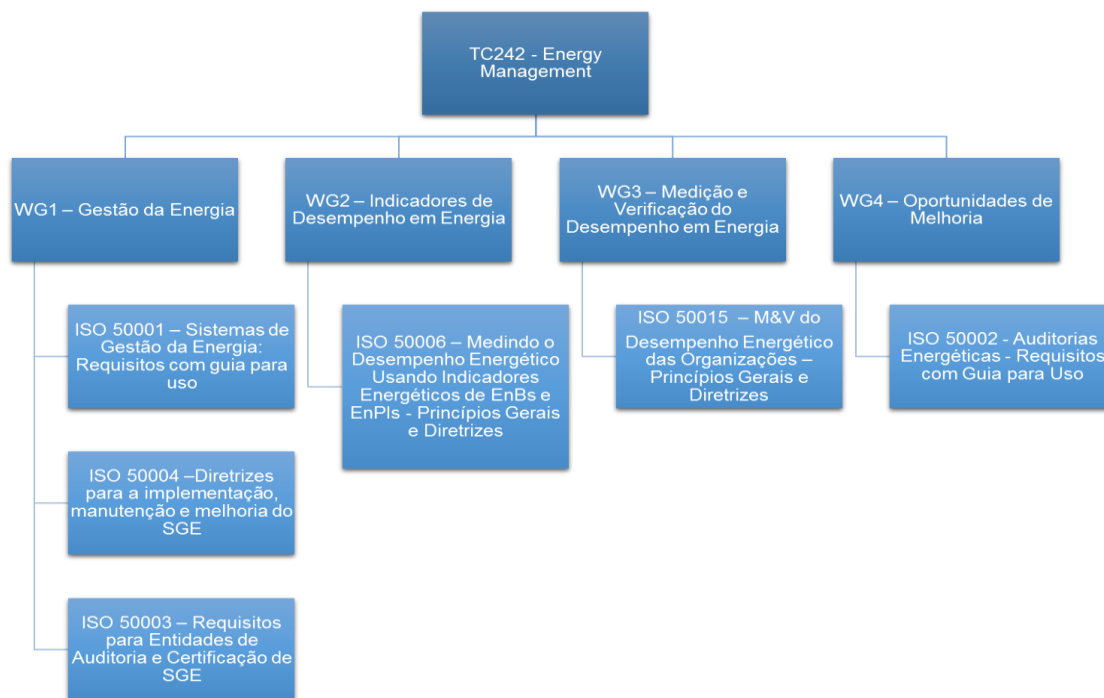 TC242 - Energy
Management
WG1 – Gestão da Energia
WG2 – Indicadores de
Desempenho em Energia
WG3 – Medição e
Verificação do
Desempenho em Energia
WG4 – Oportunidades de
Melhoria
ISO 50001 – Sistemas de
Gestão da Energia:
Requisitos com guia para
uso
ISO 50004 –Diretrizes
para a implementação,
manutenção e melhoria do
SGE
ISO 50003 – Requisitos
para Entidades de
Auditoria e Certificação de
SGE
ISO 50006 – Medindo o
Desempenho Energético
Usando Indicadores
Energéticos de EnBs e
EnPIs - Princípios Gerais
e Diretrizes
ISO 50015 – M&V do
Desempenho Energético
das Organizações –
Princípios Gerais e
Diretrizes
ISO 50002 - Auditorias
Energéticas - Requisitos
com Guia para Uso